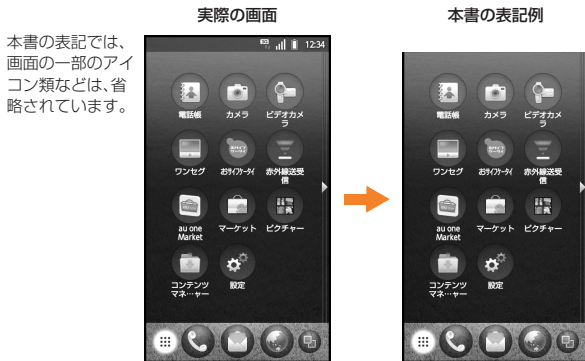 実際の画面
本書の表記例
本書の表記では、
画面の一部のアイ
コン類などは、省
略されています。
3G
12:34
電話帳
カメラ
ビデオカメ
ラ
ワンセグ
おサイフケータイ
赤外線送受
信
au one
Market
マーケット
ピクチャー
コンテンツ
マネ…ャー
設定
電話帳
カメラ
ビデオカメ
ラ
ワンセグ
おサイフケータイ
赤外線送受
信
au one
Market
マーケット
ピクチャー
コンテンツ
マネ…ャー
設定